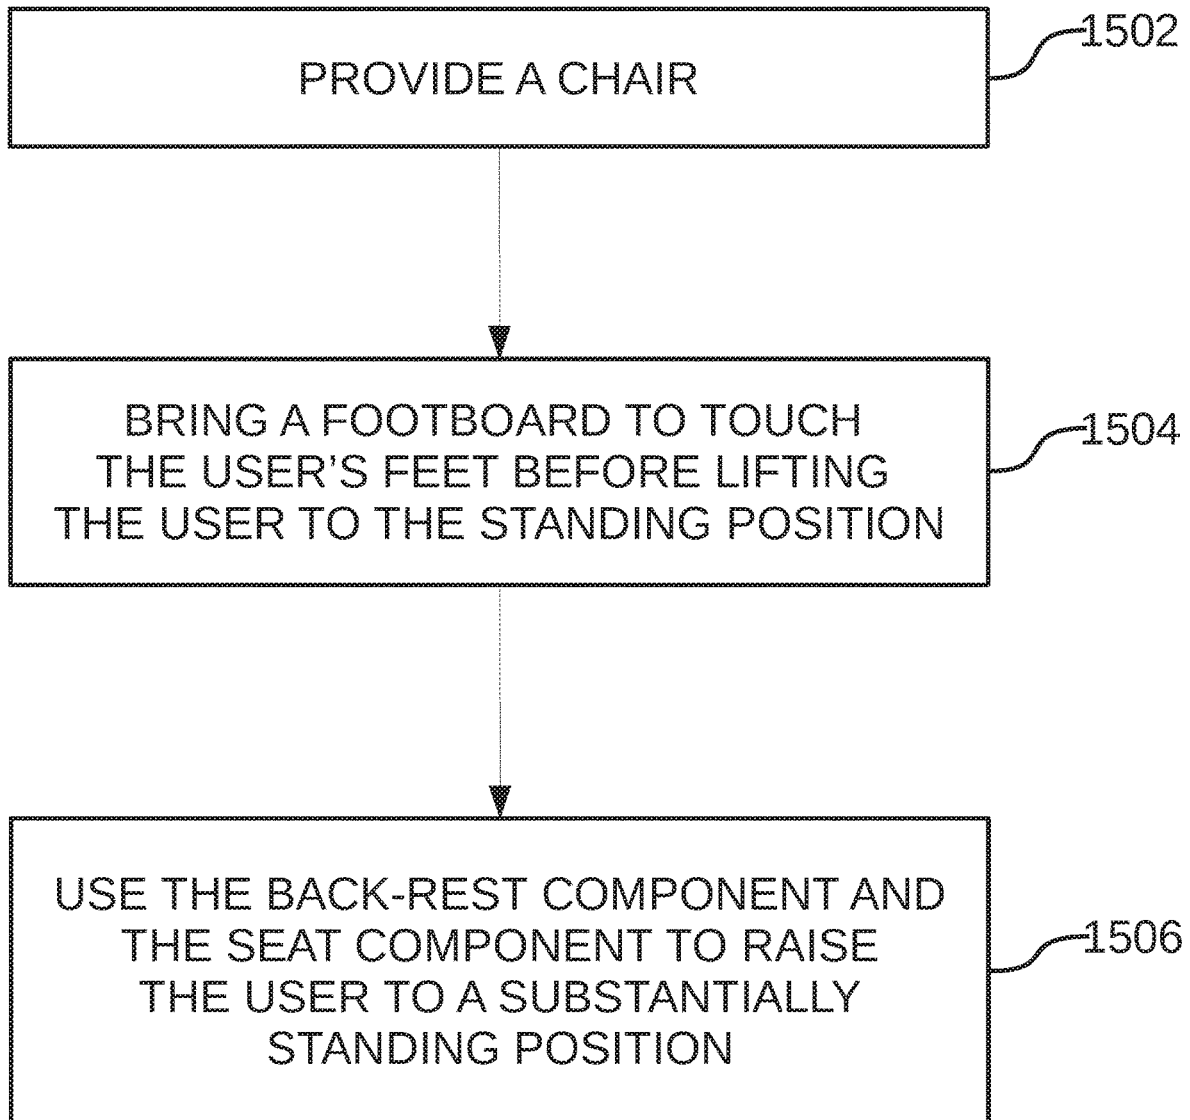 1502
PROVIDE A CHAIR
BRING A FOOTBOARD TO TOUCH
THE USER’S FEET BEFORE LIFTING
THE USER TO THE STANDING POSITION
1504
USE THE BACK-REST COMPONENT AND
THE SEAT COMPONENT TO RAISE
THE USER TO A SUBSTANTIALLY
STANDING POSITION
1506